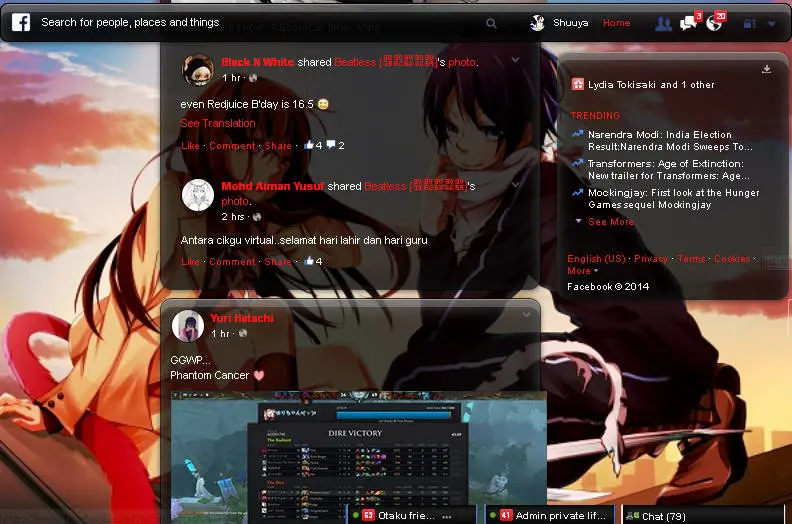 Search for people, places and things
Shuuya
Home
3
20
Black N White shared Beatless [
]'s photo.
1 hr ·
even Redjuice B'day is 16.5
See Translation
Like · Comment · Share · 4 2
Mohd Aiman Yusuf shared Beatless [
]'s
photo.
2 hrs ·
Antara cikgu virtual..selamat hari lahir dan hari guru
Like · Comment · Share · 4
Yuri Hetachi
1 hr ·
GGWP...
Phantom Cancer
DIRE VICTORY
The Radiant
The Dire
Lydia Tokisaki and 1 other
TRENDING
Narendra Modi: India Election
Result:Narendra Modi Sweeps To...
Transformers: Age of Extinction:
New trailer for Transformers: Age...
Mockingjay: First look at the Hunger
Games sequel Mockingjay
See More
English (US) · Privacy · Terms · Cookies ·
More
Facebook © 2014
63 Otaku frie...
41 Admin private lif...
Chat (79)